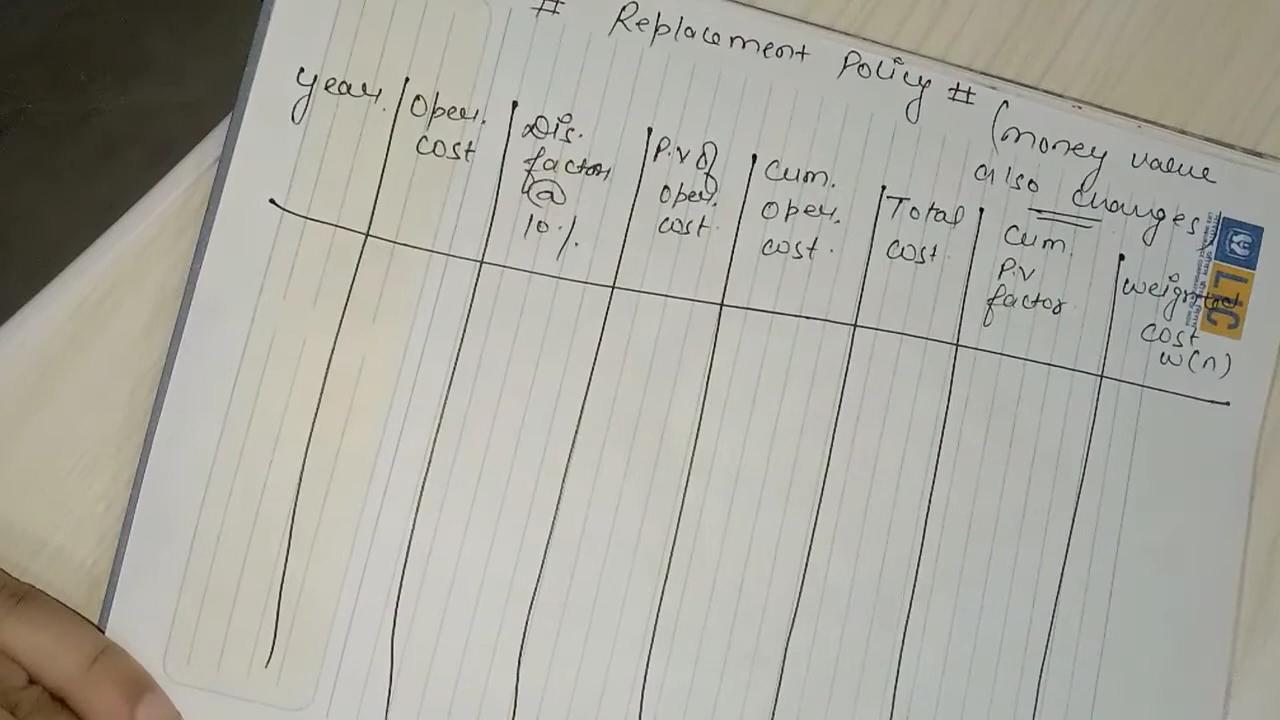 # Replacement Policy # (money value
also changes
year.
Oper.
cost
Dis.
factor
@
10%
P.V of
oper.
cost.
Cum.
oper.
cost.
Total
cost.
Cum.
P.V
factor
weighted
cost
w(n)
LIC